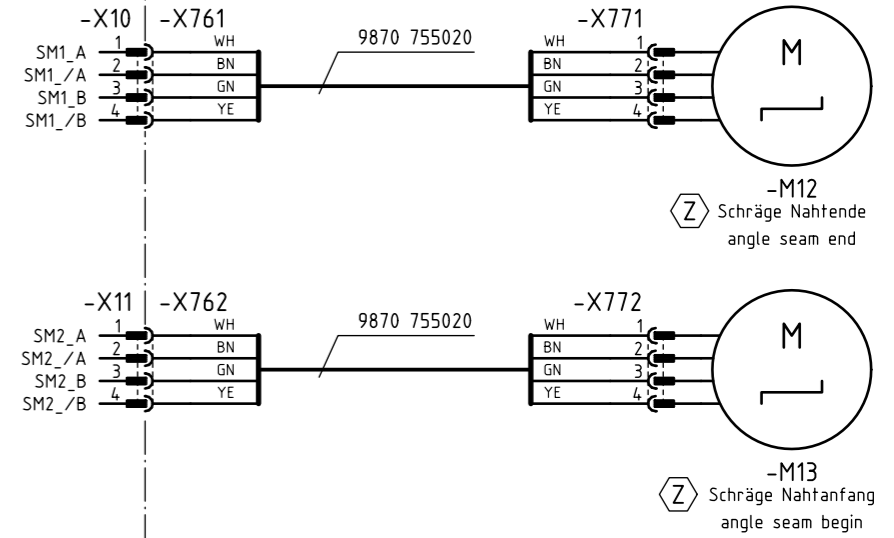 -X10 -X761 -X771
SM1_A 1 WH 9870 755020 WH 1
SM1_/A 2 BN BN 2
SM1_B 3 GN GN 3
SM1_/B 4 YE YE 4
M
-M12
Z Schräge Nahtende
angle seam end
-X11 -X762 -X772
SM2_A 1 WH 9870 755020 WH 1
SM2_/A 2 BN BN 2
SM2_B 3 GN GN 3
SM2_/B 4 YE YE 4
M
-M13
Z Schräge Nahtanfang
angle seam begin